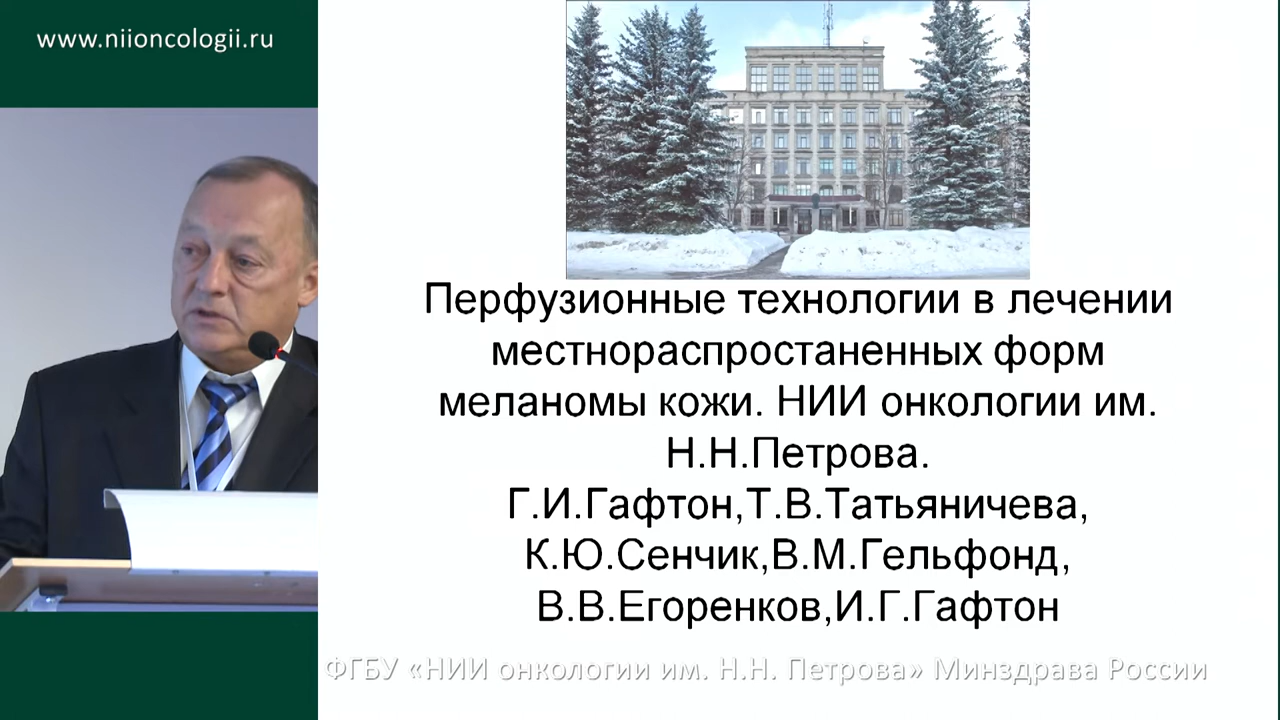 www.niioncologii.ru
Перфузионные технологии в лечении
местнораспростаненных форм
меланомы кожи. НИИ онкологии им.
Н.Н.Петрова.
Г.И.Гафтон,Т.В.Татьяничева,
К.Ю.Сенчик,В.М.Гельфонд,
В.В.Егоренков,И.Г.Гафтон
ФГБУ «НИИ онкологии им. Н.Н. Петрова» Минздрава России